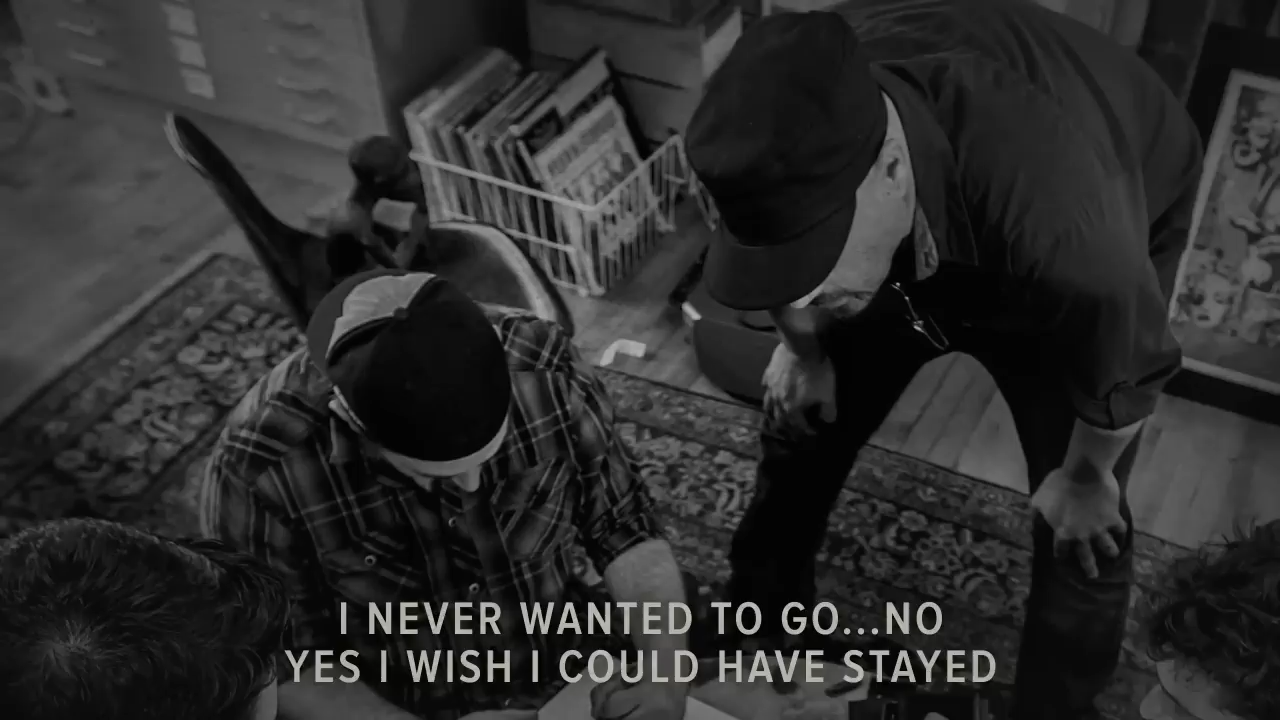 I NEVER WANTED TO GO...NO
YES I WISH I COULD HAVE STAYED